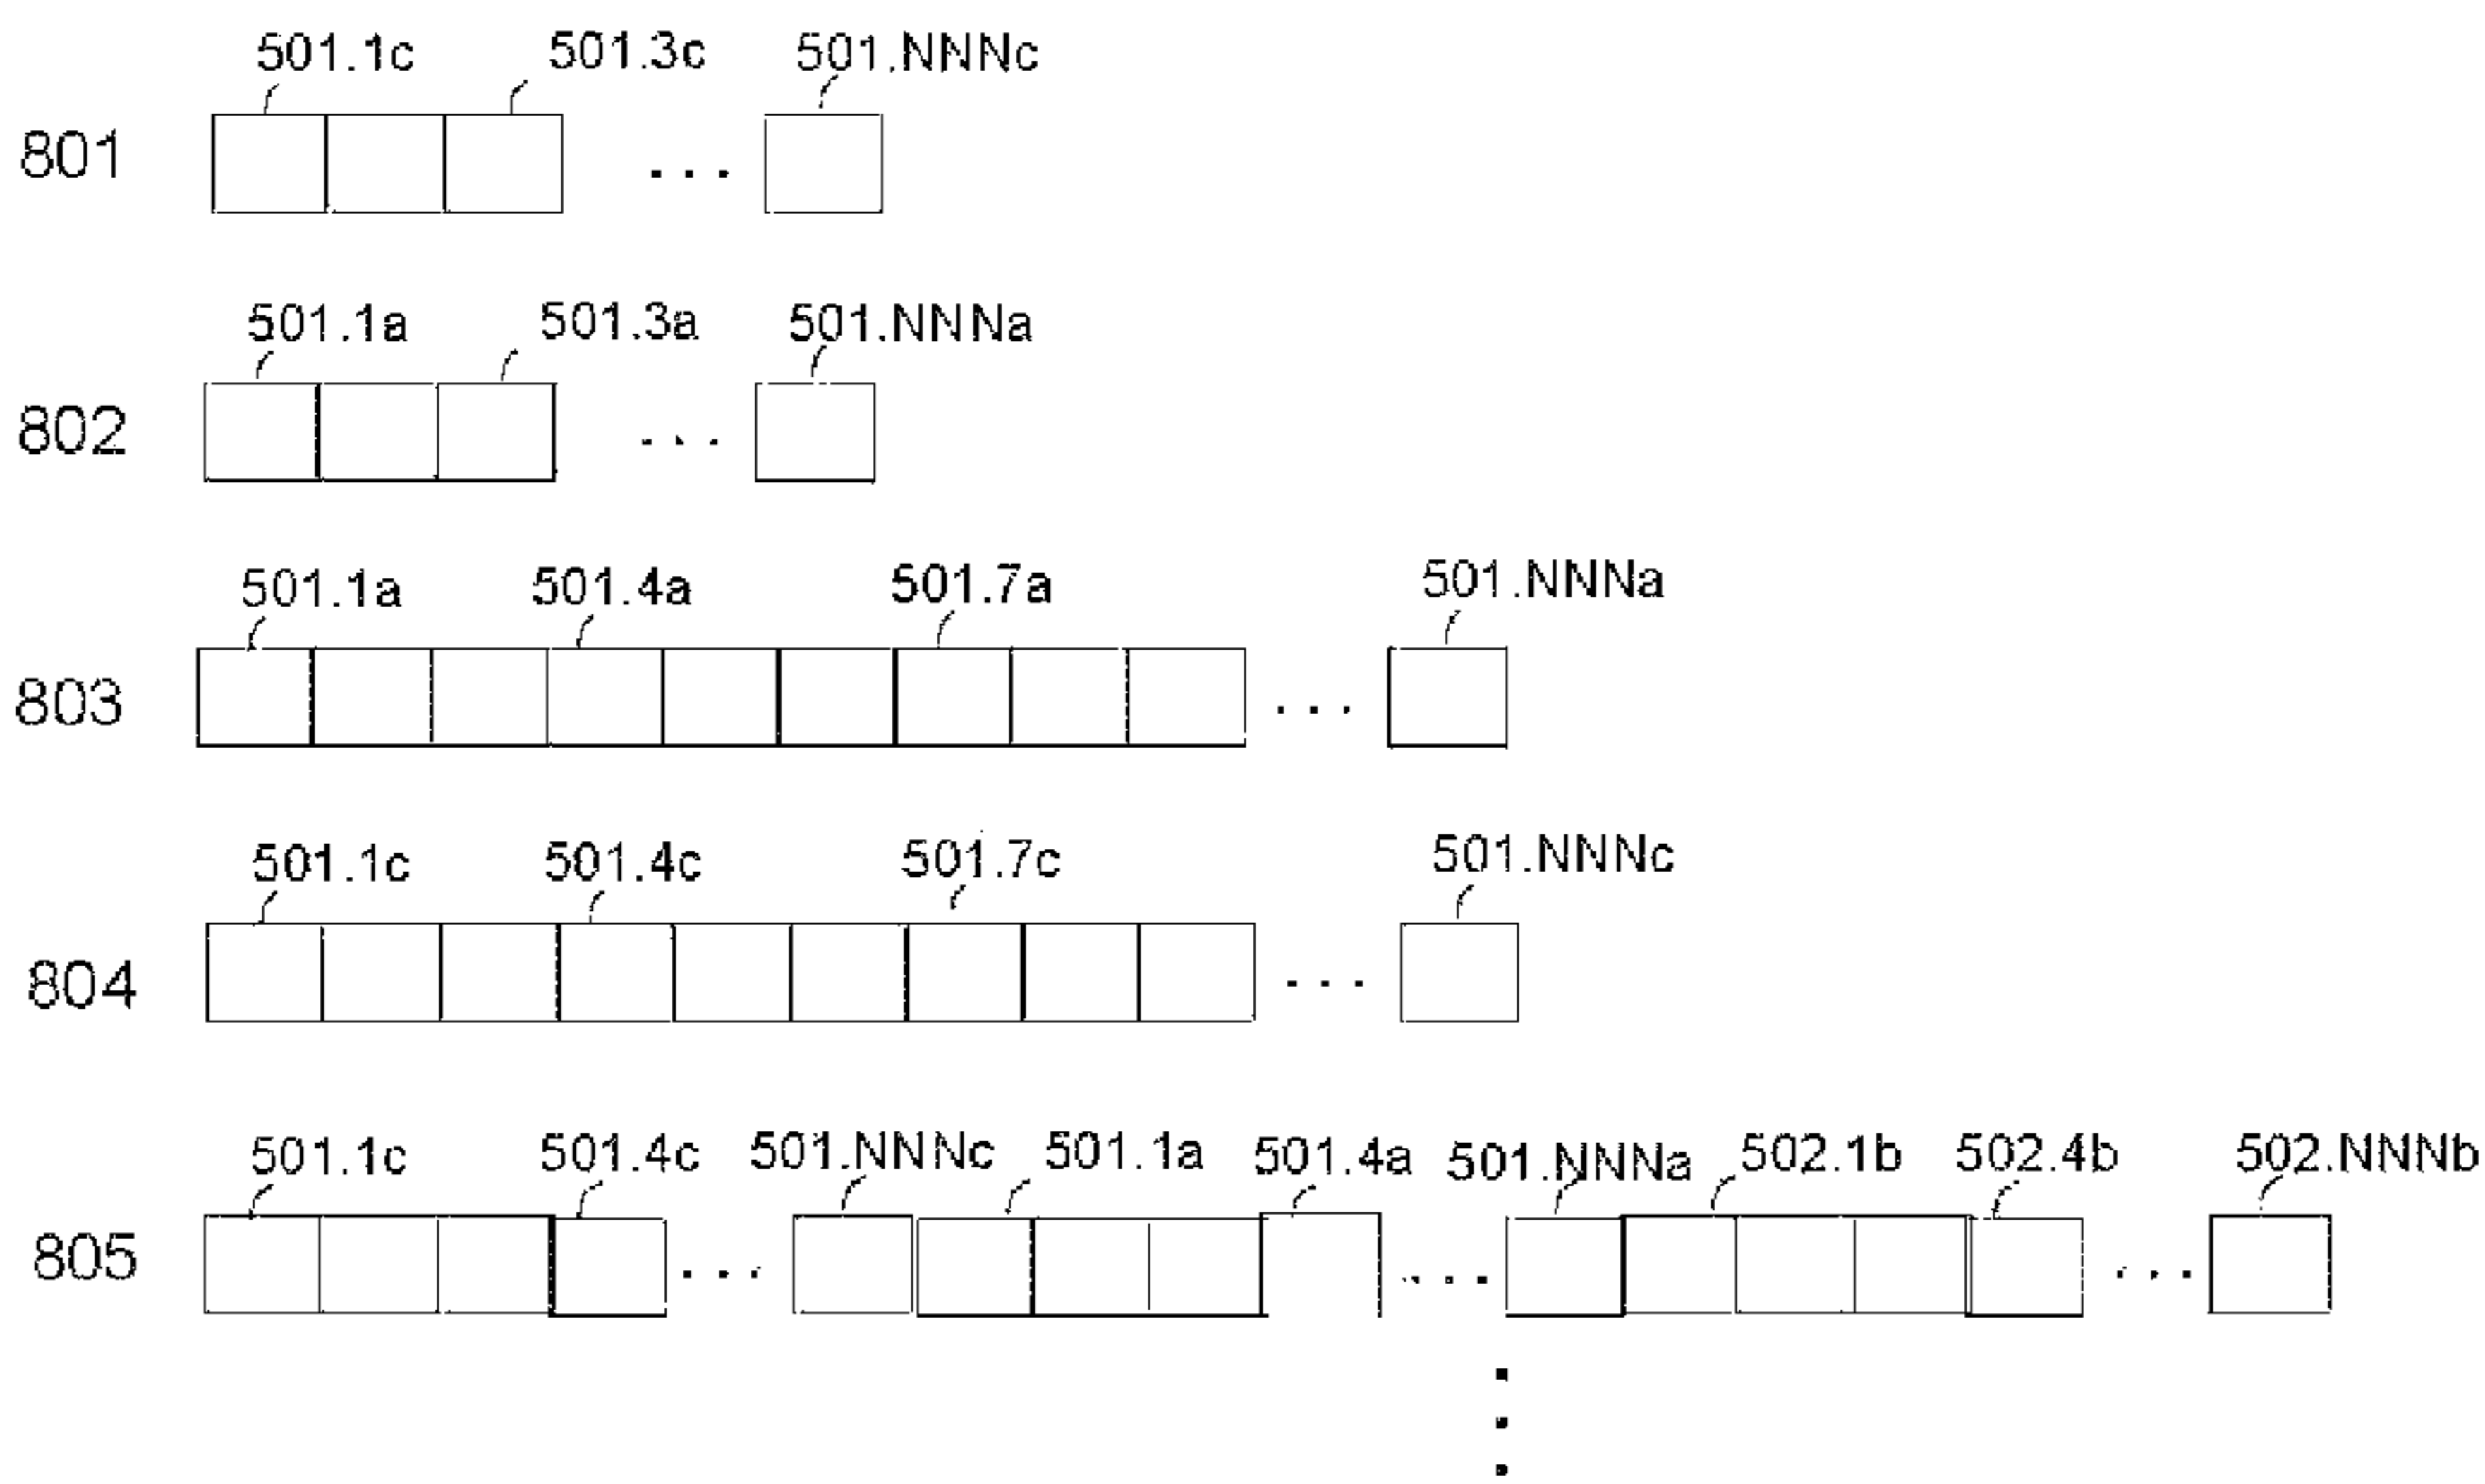 501.1c 501.3c 501.NNNc
801 ...
501.1a 501.3a 501.NNNa
802 ...
501.1a 501.4a 501.7a 501.NNNa
803 ...
501.1c 501.4c 501.7c 501.NNNc
804 ...
501.1c 501.4c 501.NNNc 501.1a 501.4a 501.NNNa 502.1b 502.4b 502.NNNb
805 ... ... ...